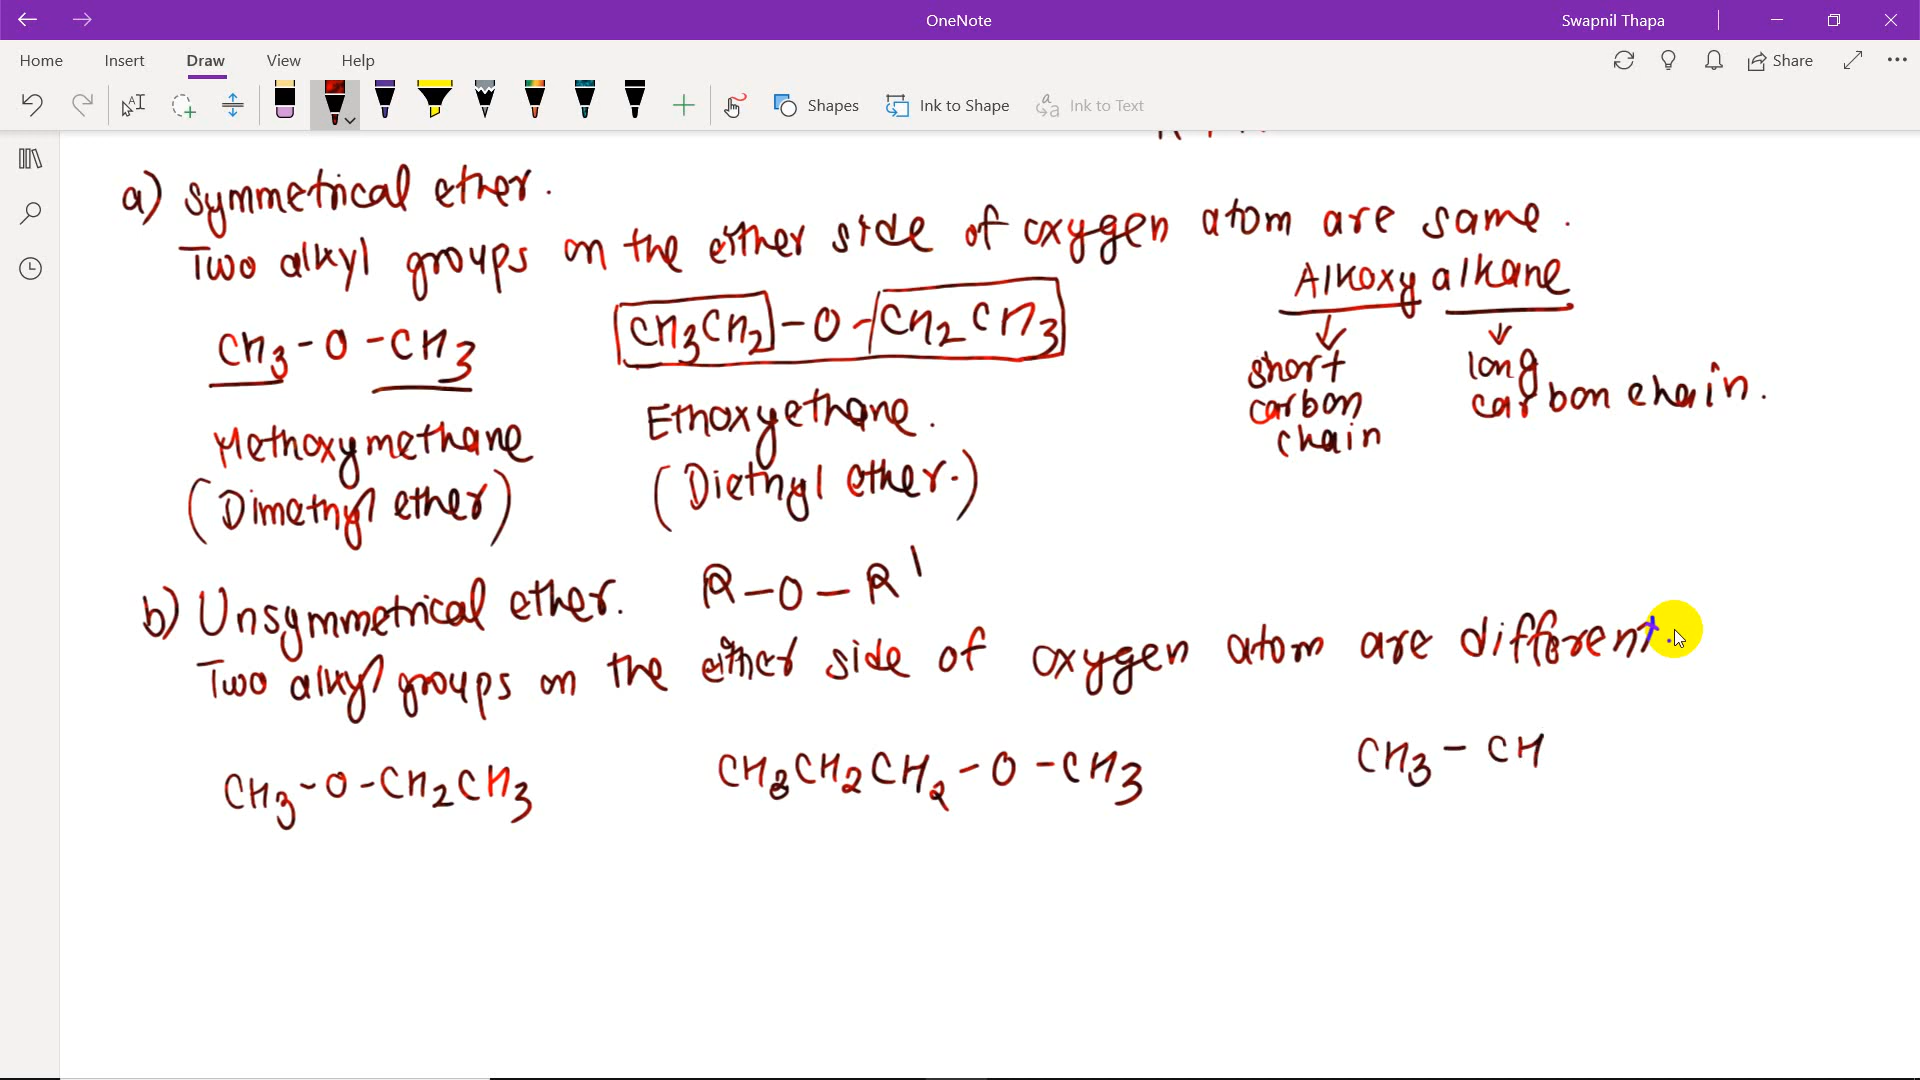 OneNote
Swapnil Thapa
Home Insert Draw View Help
Share
Shapes Ink to Shape Ink to Text
a) Symmetrical ether.
Two alkyl groups on the either side of oxygen atom are same.
CH3-O-CH3
CH3CH2-O-CH2CH3
Alkoxy alkane
short carbon chain
long carbon chain.
Methoxymethane
(Dimethyl ether)
Ethoxyethane.
(Diethyl ether.)
b) Unsymmetrical ether. R-O-R'
Two alkyl groups on the either side of oxygen atom are different.
CH3-O-CH2CH3
CH3CH2CH2-O-CH3
CH3-CH